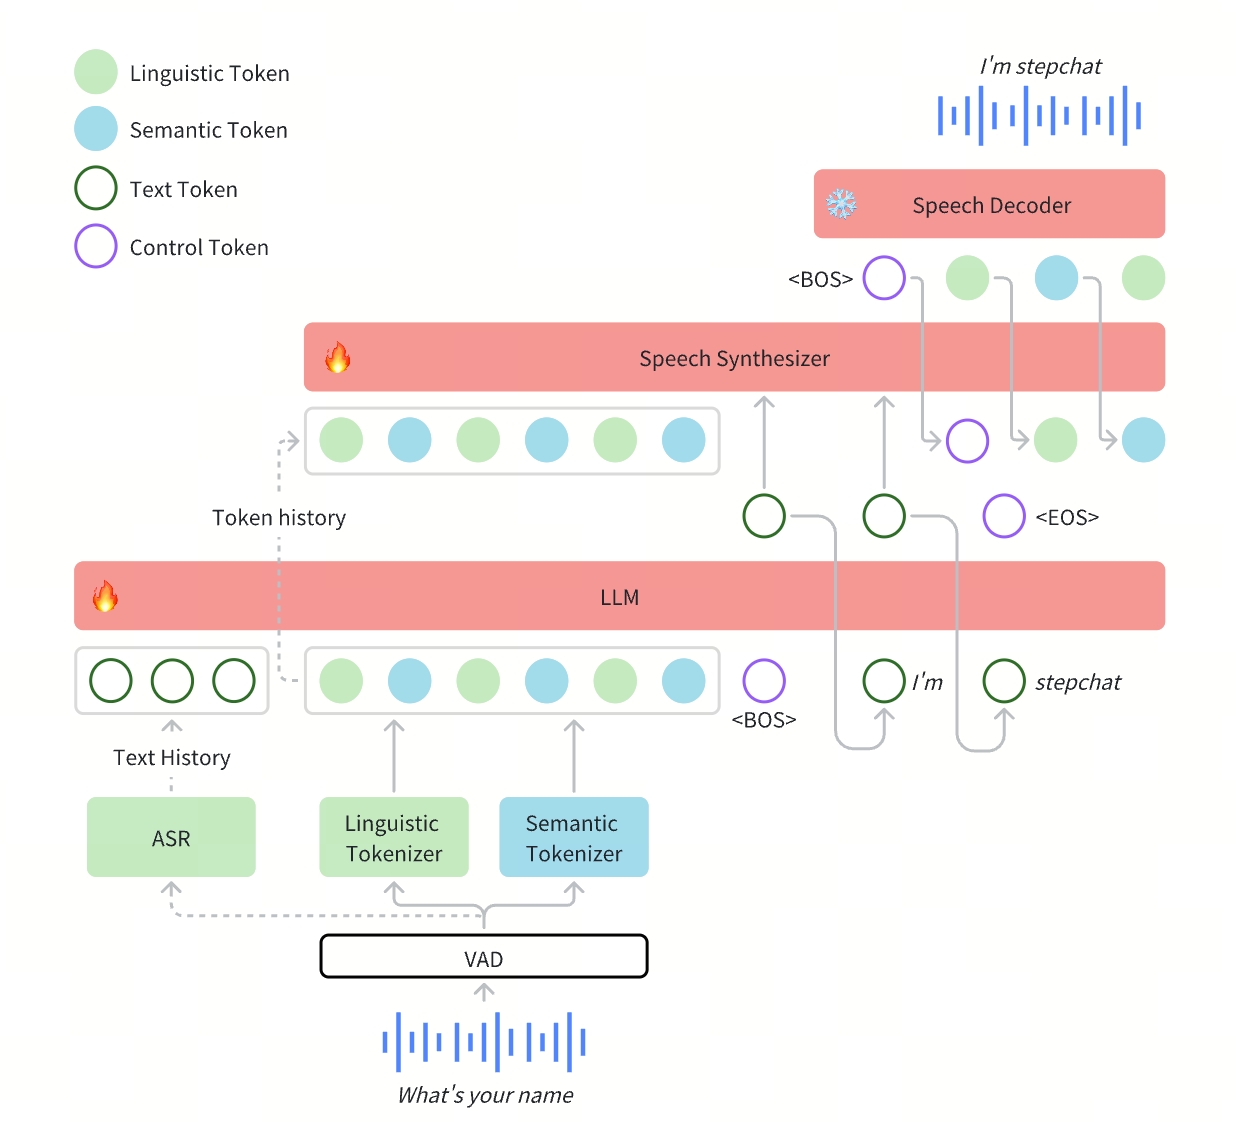 Linguistic Token
Semantic Token
Text Token
Control Token
I'm stepchat
Speech Decoder
<BOS>
Speech Synthesizer
Token history
<EOS>
LLM
I'm
stepchat
<BOS>
Text History
ASR
Linguistic
Tokenizer
Semantic
Tokenizer
VAD
What's your name